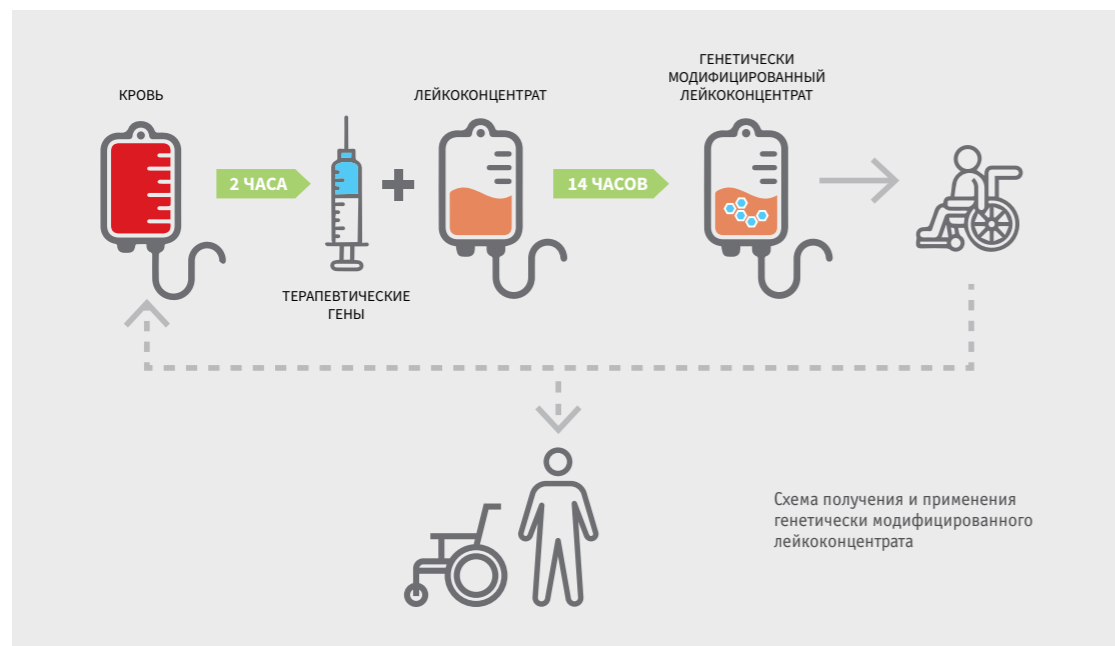 КРОВЬ
2 ЧАСА
ТЕРАПЕВТИЧЕСКИЕ
ГЕНЫ
ЛЕЙКОКОНЦЕНТРАТ
14 ЧАСОВ
ГЕНЕТИЧЕСКИ
МОДИФИЦИРОВАННЫЙ
ЛЕЙКОКОНЦЕНТРАТ
Схема получения и применения
генетически модифицированного
лейкоконцентрата